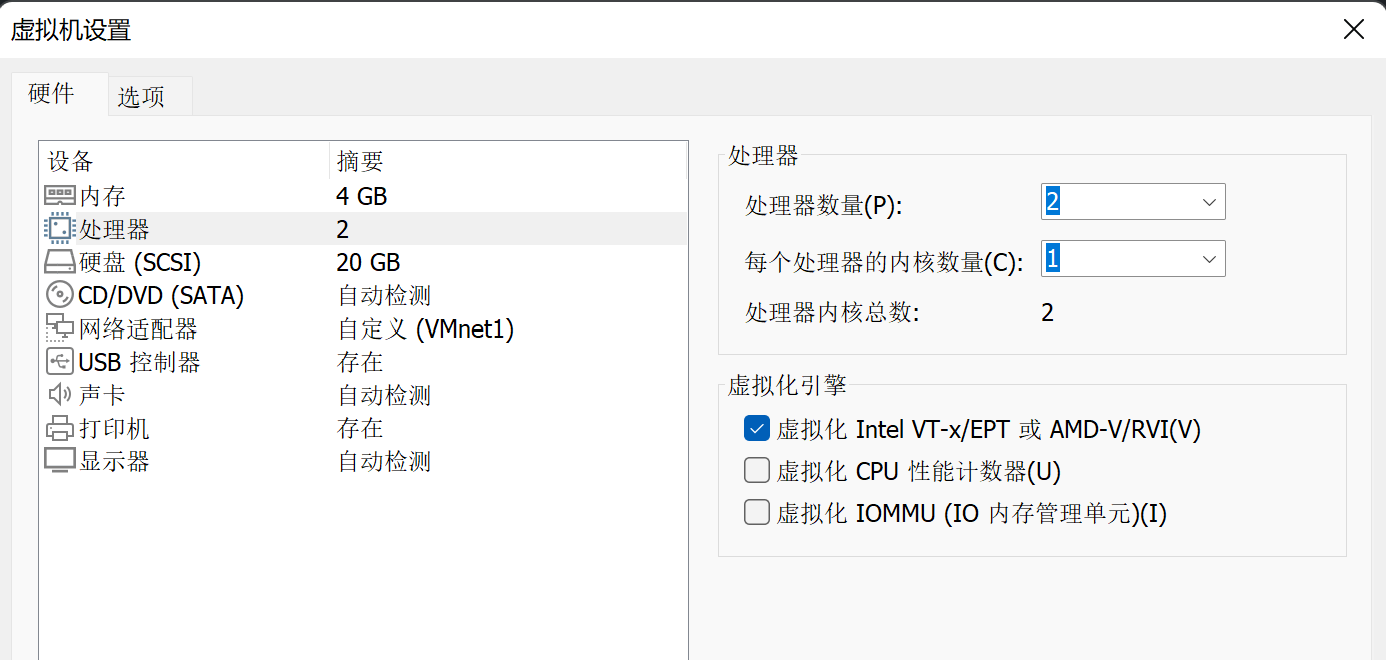 虚拟机设置
硬件
选项
设备 摘要
内存 4 GB
处理器 2
硬盘 (SCSI) 20 GB
CD/DVD (SATA) 自动检测
网络适配器 自定义 (VMnet1)
USB 控制器 存在
声卡 自动检测
打印机 存在
显示器 自动检测
处理器
处理器数量(P): 2
每个处理器的内核数量(C): 1
处理器内核总数: 2
虚拟化引擎
虚拟化 Intel VT-x/EPT 或 AMD-V/RVI(V)
虚拟化 CPU 性能计数器(U)
虚拟化 IOMMU (IO 内存管理单元)(I)